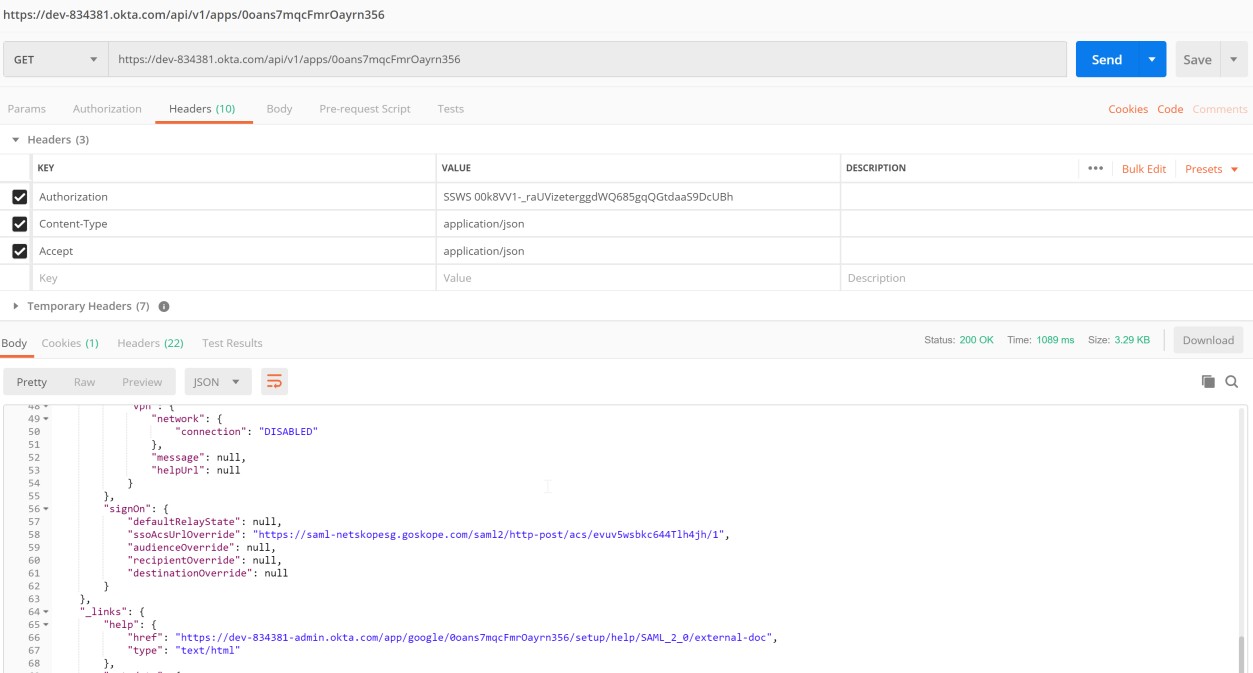 https://dev-834381.okta.com/api/v1/apps/0oans7mqcFmrOayrn356
GET https://dev-834381.okta.com/api/v1/apps/0oans7mqcFmrOayrn356 Send Save
Params Authorization Headers (10) Body Pre-request Script Tests Cookies Code Comments
Headers (3)
KEY VALUE DESCRIPTION ••• Bulk Edit Presets
Authorization SSWS 00k8VV1-_raUVizeterggdWQ685gqQGtdaaS9DcUBh
Content-Type application/json
Accept application/json
Key Value Description
Temporary Headers (7)
Body Cookies (1) Headers (22) Test Results Status: 200 OK Time: 1089 ms Size: 3.29 KB Download
Pretty Raw Preview JSON
48 "vpn": {
49 "network": {
50 "connection": "DISABLED"
51 },
52 "message": null,
53 "helpUrl": null
54 }
55 },
56 "signOn": {
57 "defaultRelayState": null,
58 "ssoAcsUrlOverride": "https://saml-netskopesg.goskope.com/saml2/http-post/acs/evuv5wsbkc644Tlh4jh/1",
59 "audienceOverride": null,
60 "recipientOverride": null,
61 "destinationOverride": null
62 }
63 },
64 "_links": {
65 "help": {
66 "href": "https://dev-834381-admin.okta.com/app/google/0oans7mqcFmrOayrn356/setup/help/SAML_2_0/external-doc",
67 "type": "text/html"
68 },